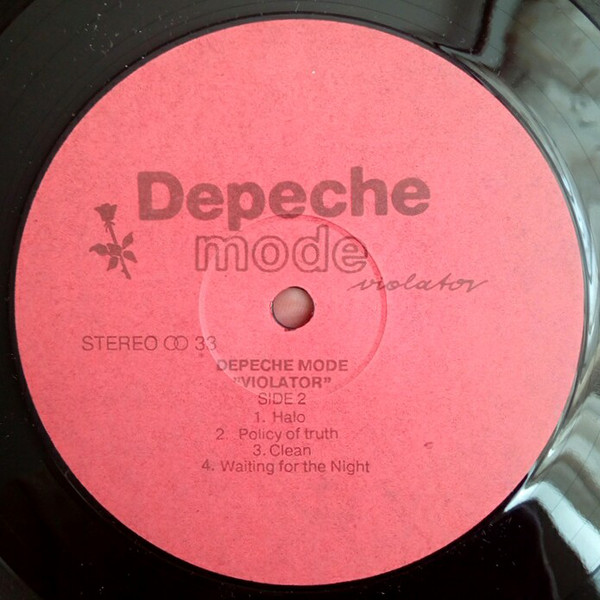 Depeche
mode
violator
STEREO OO 33
DEPECHE MODE
"VIOLATOR"
SIDE 2
1. Halo
2. Policy of truth
3. Clean
4. Waiting for the Night